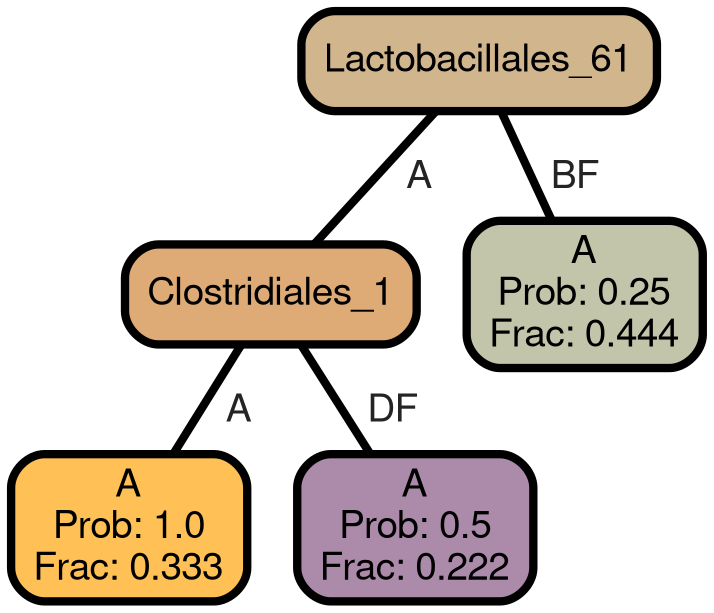 Lactobacillales_61
A
BF
Clostridiales_1
A
Prob: 0.25
Frac: 0.444
A
DF
A
Prob: 1.0
Frac: 0.333
A
Prob: 0.5
Frac: 0.222